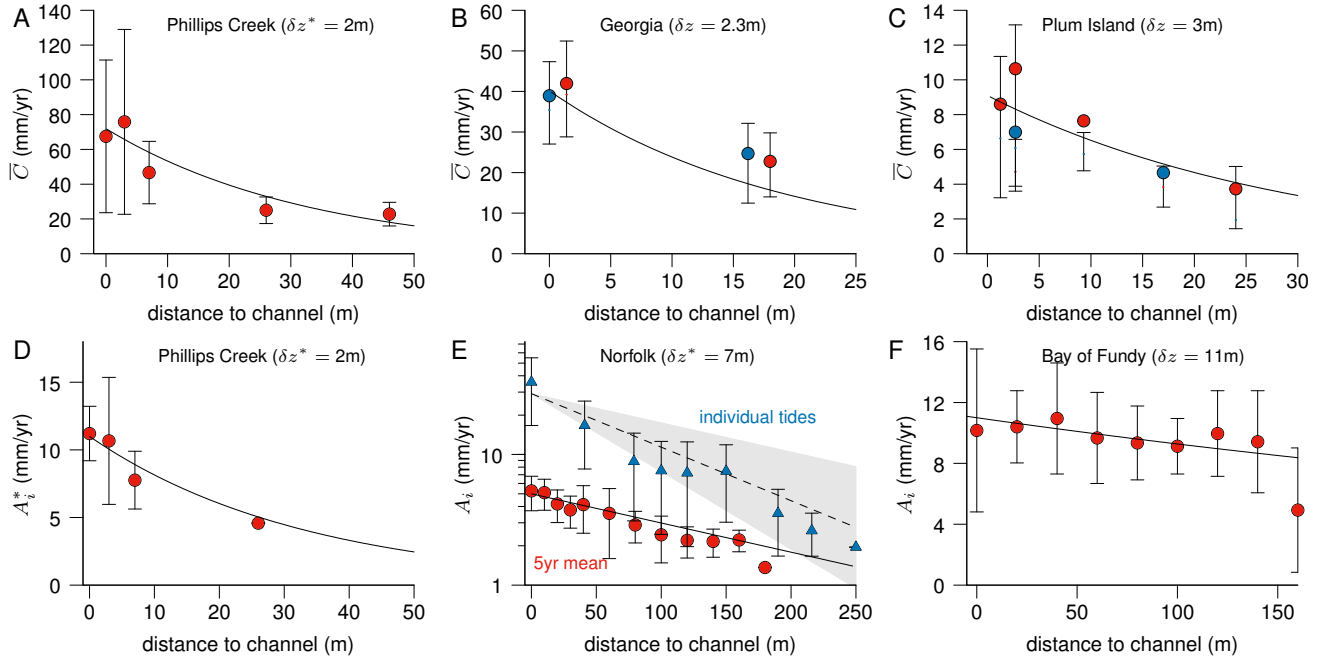 A
Phillips Creek (δz* = 2m)
140
120
100
80
60
40
20
0
C̅ (mm/yr)
0 10 20 30 40 50
distance to channel (m)
B
Georgia (δz = 2.3m)
60
50
40
30
20
10
0
C̅ (mm/yr)
0 5 10 15 20 25
distance to channel (m)
C
Plum Island (δz = 3m)
14
12
10
8
6
4
2
0
C̅ (mm/yr)
0 5 10 15 20 25 30
distance to channel (m)
D
Phillips Creek (δz* = 2m)
15
10
5
0
A*ᵢ (mm/yr)
0 10 20 30 40 50
distance to channel (m)
E
Norfolk (δz* = 7m)
individual tides
10
5yr mean
1
Aᵢ (mm/yr)
0 50 100 150 200 250
distance to channel (m)
F
Bay of Fundy (δz = 11m)
16
12
8
4
0
Aᵢ (mm/yr)
0 50 100 150
distance to channel (m)